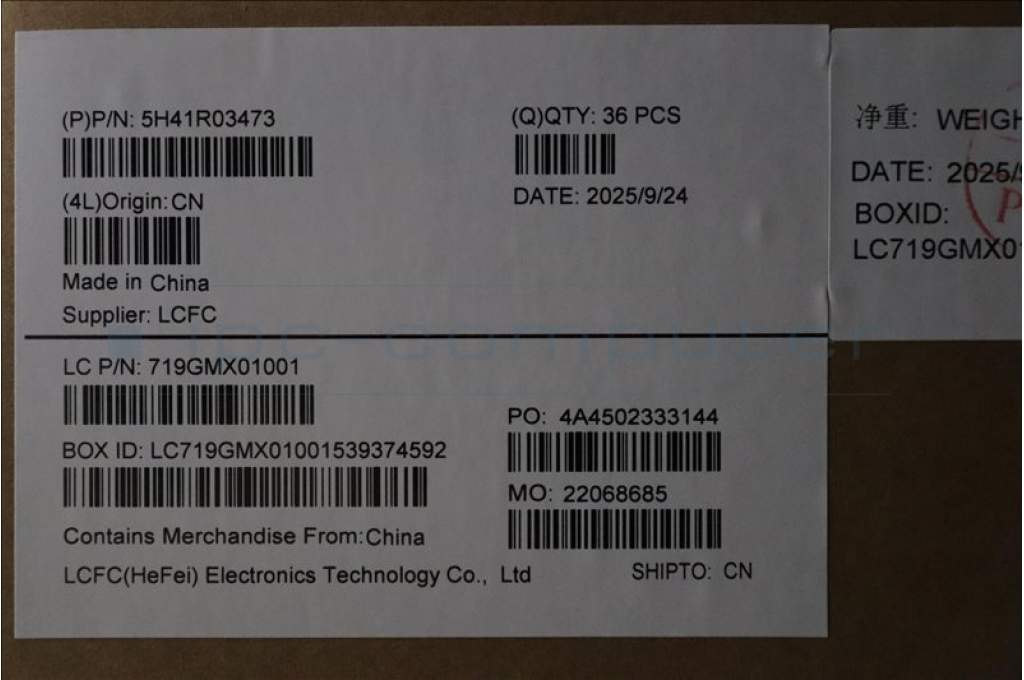 (P)P/N: 5H41R03473
(4L)Origin: CN
Made in China
Supplier: LCFC
(Q)QTY: 36 PCS
DATE: 2025/9/24
LC P/N: 719GMX01001
BOX ID: LC719GMX01001539374592
Contains Merchandise From:China
LCFC(HeFei) Electronics Technology Co., Ltd
PO: 4A4502333144
MO: 22068685
SHIPTO: CN
净重: WEIGH
DATE: 2025/
BOXID:
LC719GMX0
P
computer